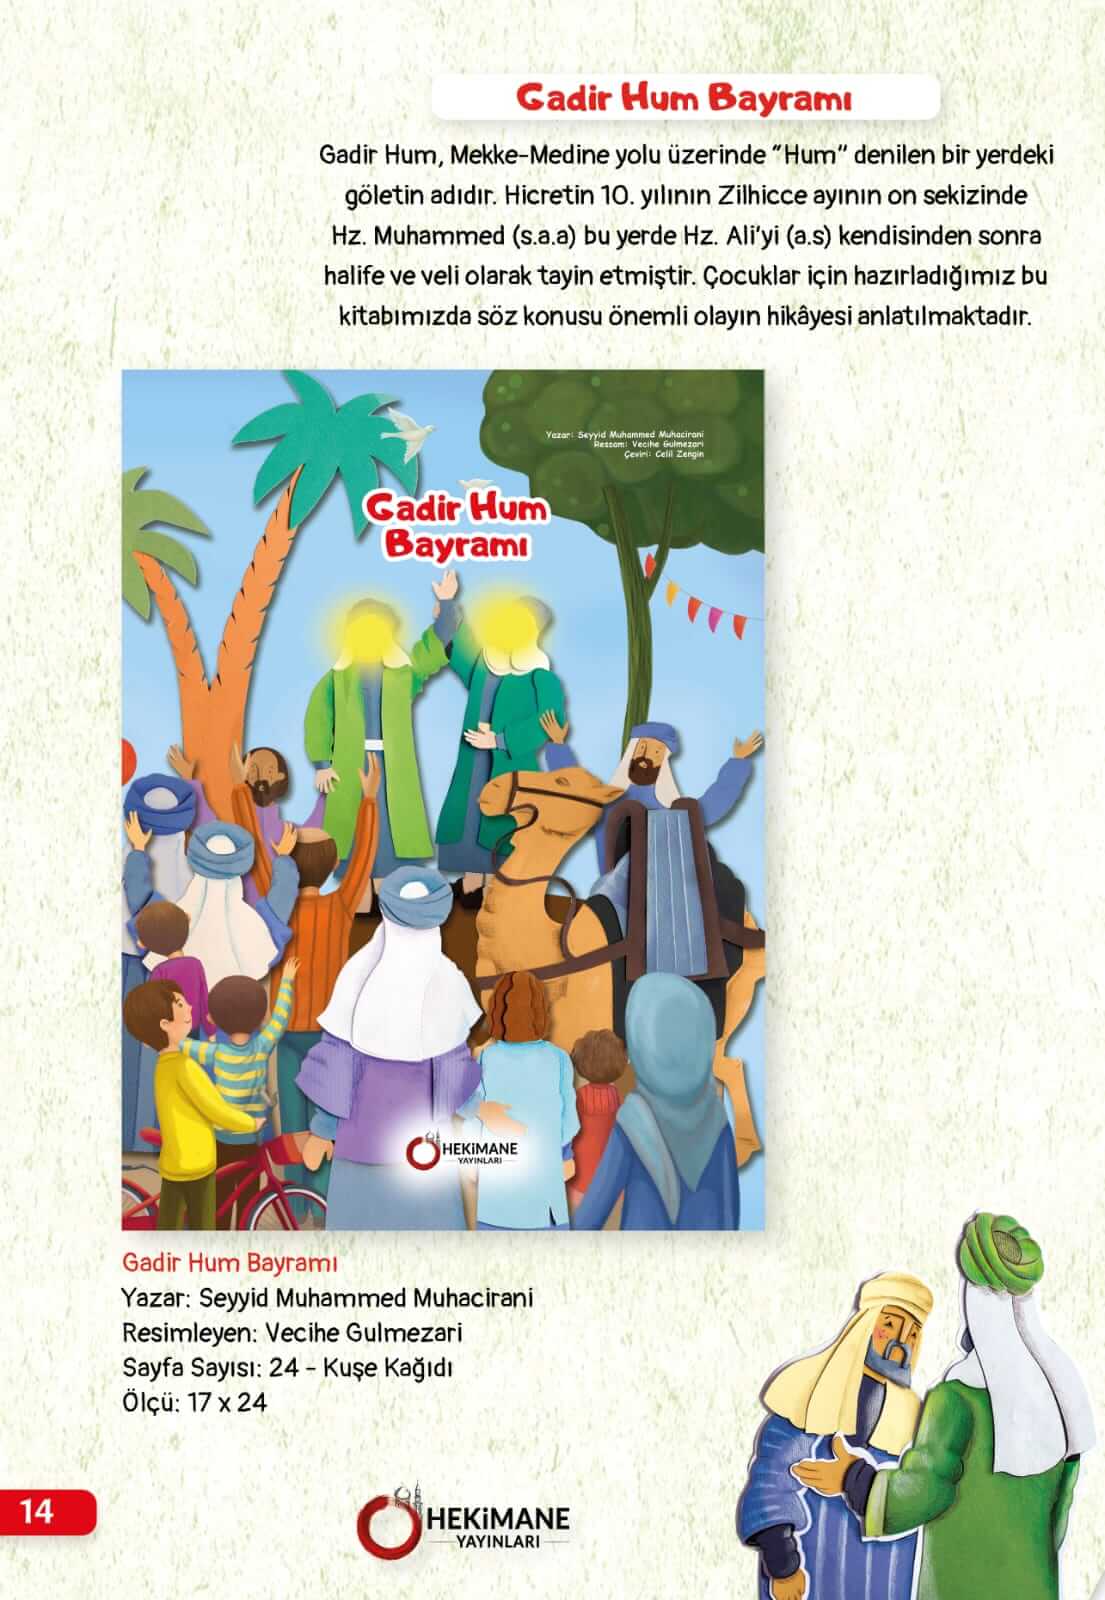 Gadir Hum Bayramı
Gadir Hum, Mekke-Medine yolu üzerinde “Hum” denilen bir yerdeki
göletin adıdır. Hicretin 10. yılının Zilhicce ayının on sekizinde
Hz. Muhammed (s.a.a) bu yerde Hz. Ali'yi (a.s) kendisinden sonra
halife ve veli olarak tayin etmiştir. Çocuklar için hazırladığımız bu
kitabımızda söz konusu önemli olayın hikâyesi anlatılmaktadır.
Yazar: Seyyid Muhammed Muhacirani
Ressam: Vecihe Gulmezari
Çeviri: Celil Zengin
Gadir Hum
Bayramı
HEKiMANE
YAYINLARI
Gadir Hum Bayramı
Yazar: Seyyid Muhammed Muhacirani
Resimleyen: Vecihe Gulmezari
Sayfa Sayısı: 24 - Kuşe Kağıdı
Ölçü: 17 x 24
14
HEKiMANE
YAYINLARI